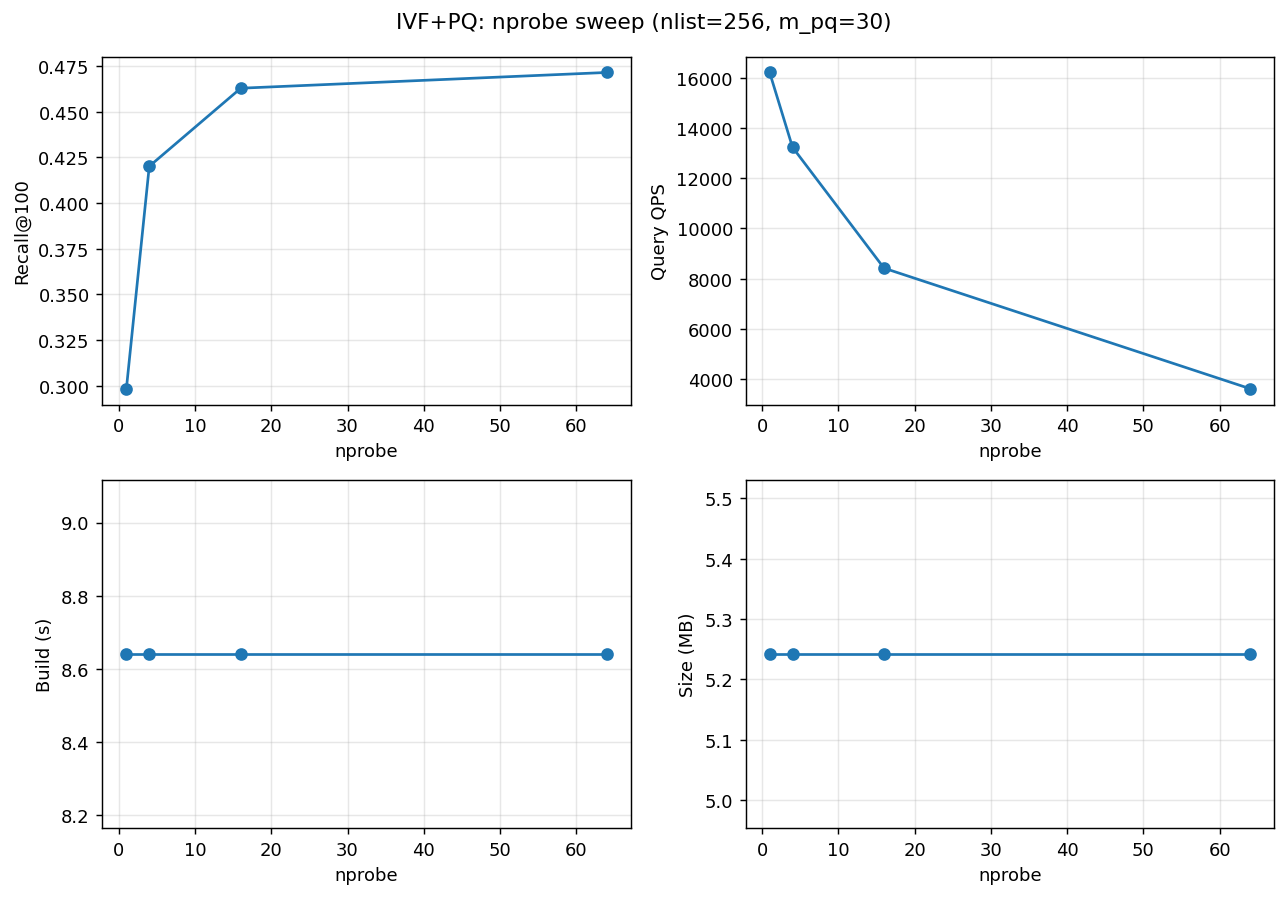 IVF+PQ: nprobe sweep (nlist=256, m_pq=30)
0.475
0.450
0.425
0.400
0.375
0.350
0.325
0.300
Recall@100
0 10 20 30 40 50 60
nprobe
16000
14000
12000
10000
8000
6000
4000
Query QPS
0 10 20 30 40 50 60
nprobe
9.0
8.8
8.6
8.4
8.2
Build (s)
0 10 20 30 40 50 60
nprobe
5.5
5.4
5.3
5.2
5.1
5.0
Size (MB)
0 10 20 30 40 50 60
nprobe